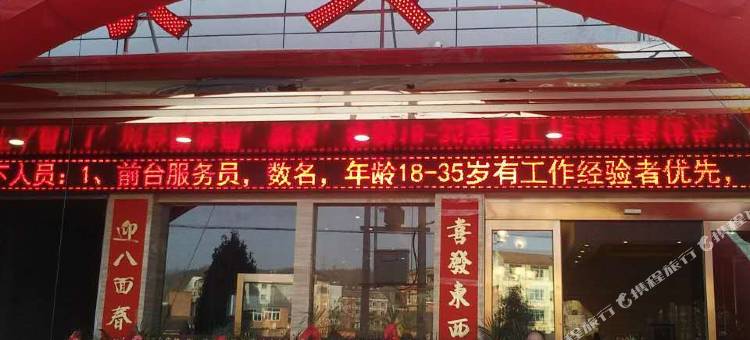 下人员：1、前台服务员，数名，年龄18-35岁有工作经验者优先，
迎八面春
喜發東西
携程旅行
携程旅行